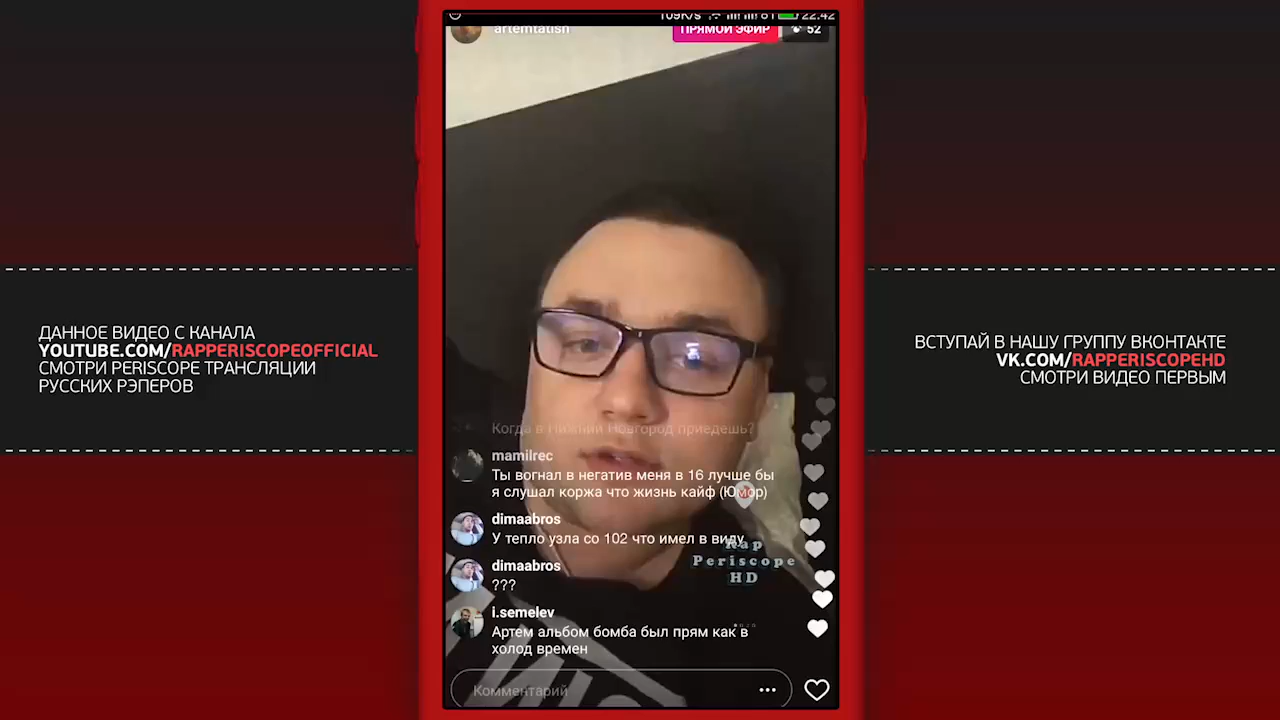 109K/s 81 22:42
artemtatish
ПРЯМОЙ ЭФИР
52
ДАННОЕ ВИДЕО С КАНАЛА
YOUTUBE.COM/RAPPERISCOPEOFFICIAL
СМОТРИ PERISCOPE ТРАНСЛЯЦИИ
РУССКИХ РЭПЕРОВ
ВСТУПАЙ В НАШУ ГРУППУ ВКОНТАКТЕ
VK.COM/RAPPERISCOPEHD
СМОТРИ ВИДЕО ПЕРВЫМ
Когда в Нижний Новгород приедешь?
mamilrec
Ты вогнал в негатив меня в 16 лучше бы
я слушал коржа что жизнь кайф (Юмор)
dimaabros
У тепло узла со 102 что имел в виду
dimaabros
???
i.semelev
Артем альбом бомба был прям как в
холод времен
Rap
Periscope
HD
Комментарий